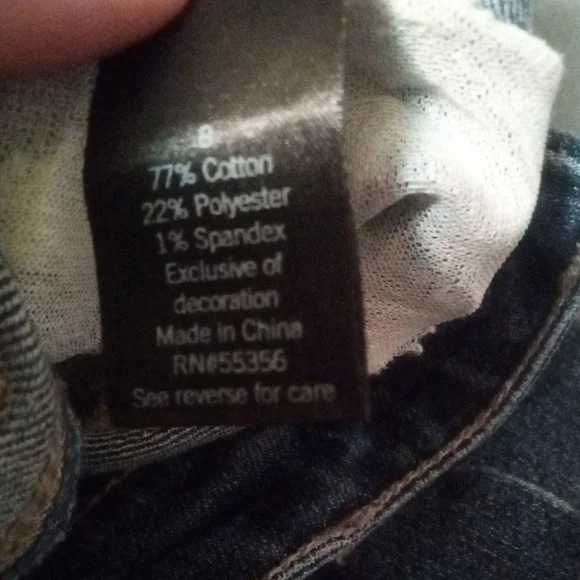 8
77% Cotton
22% Polyester
1% Spandex
Exclusive of
decoration
Made in China
RN#55356
See reverse for care